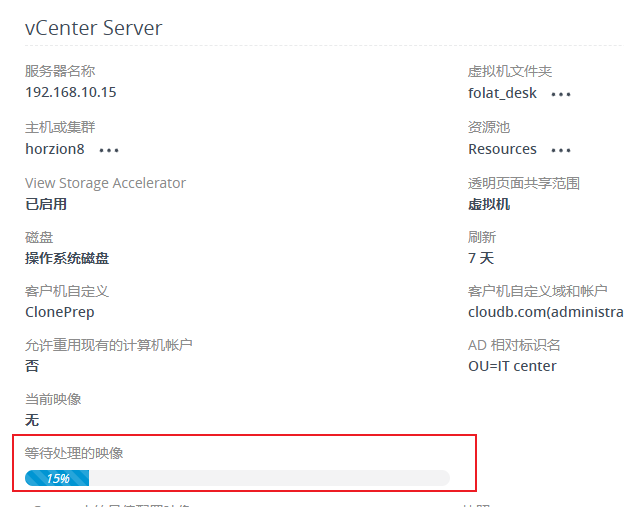 vCenter Server
服务器名称
192.168.10.15
虚拟机文件夹
folat_desk
主机或集群
horzion8
资源池
Resources
View Storage Accelerator
已启用
透明页面共享范围
虚拟机
磁盘
操作系统磁盘
刷新
7 天
客户机自定义
ClonePrep
客户机自定义域和帐户
cloudb.com(administra
允许重用现有的计算机帐户
否
AD 相对标识名
OU=IT center
当前映像
无
等待处理的映像
15%